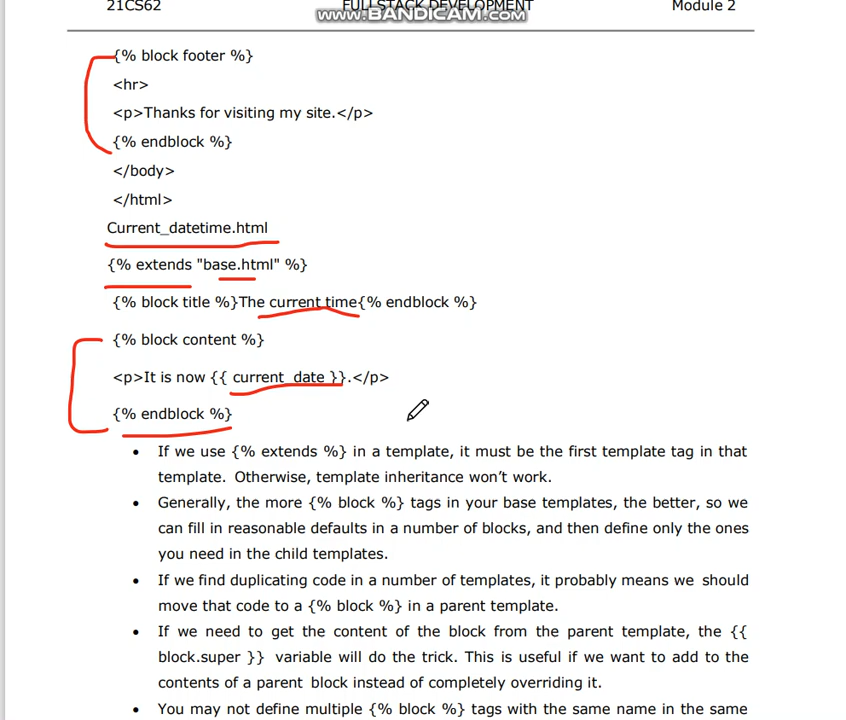 21CS62 FULL STACK DEVELOPMENT Module 2
www.BANDICAM.com
{% block footer %}
<hr>
<p>Thanks for visiting my site.</p>
{% endblock %}
</body>
</html>
Current_datetime.html
{% extends "base.html" %}
{% block title %}The current time{% endblock %}
{% block content %}
<p>It is now {{ current_date }}.</p>
{% endblock %}
• If we use {% extends %} in a template, it must be the first template tag in that
template. Otherwise, template inheritance won’t work.
• Generally, the more {% block %} tags in your base templates, the better, so we
can fill in reasonable defaults in a number of blocks, and then define only the ones
you need in the child templates.
• If we find duplicating code in a number of templates, it probably means we should
move that code to a {% block %} in a parent template.
• If we need to get the content of the block from the parent template, the {{
block.super }} variable will do the trick. This is useful if we want to add to the
contents of a parent block instead of completely overriding it.
• You may not define multiple {% block %} tags with the same name in the same